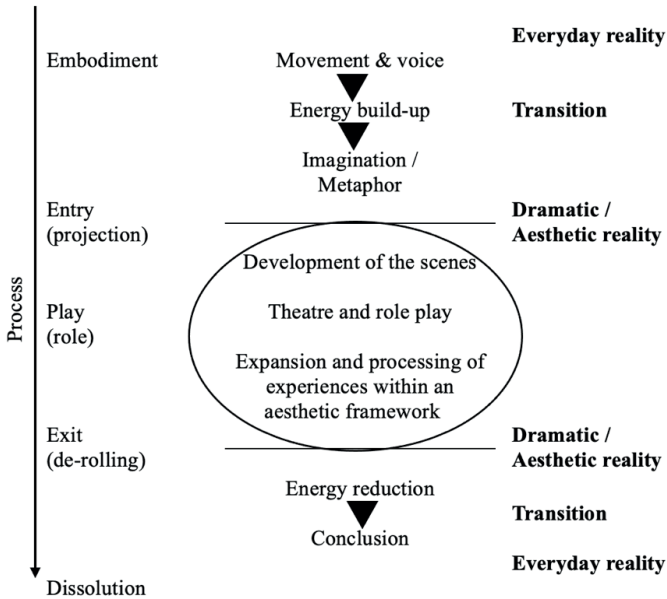 Everyday reality
Embodiment
Movement & voice
Energy build-up
Transition
Imagination /
Metaphor
Entry
(projection)
Dramatic /
Aesthetic reality
Development of the scenes
Process
Play
(role)
Theatre and role play
Expansion and processing of
experiences within an
aesthetic framework
Exit
(de-rolling)
Dramatic /
Aesthetic reality
Energy reduction
Transition
Conclusion
Everyday reality
Dissolution